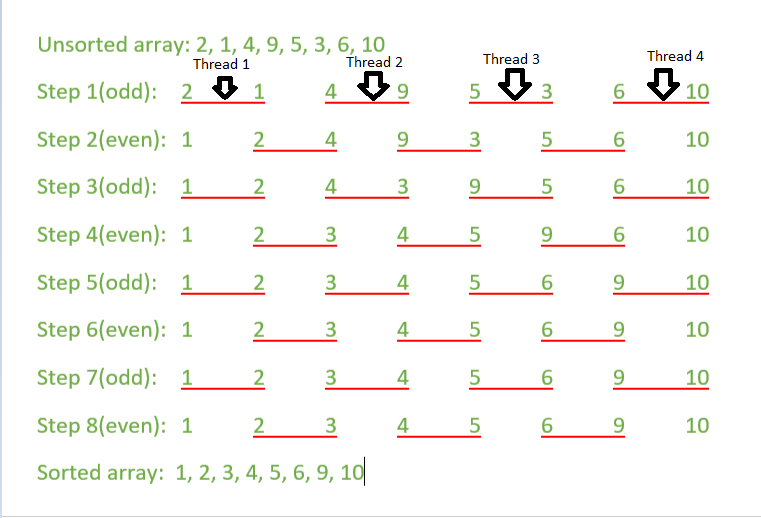 Unsorted array: 2, 1, 4, 9, 5, 3, 6, 10
Thread 1 Thread 2 Thread 3 Thread 4
Step 1(odd): 2 1 4 9 5 3 6 10
Step 2(even): 1 2 4 9 3 5 6 10
Step 3(odd): 1 2 4 3 9 5 6 10
Step 4(even): 1 2 3 4 5 9 6 10
Step 5(odd): 1 2 3 4 5 6 9 10
Step 6(even): 1 2 3 4 5 6 9 10
Step 7(odd): 1 2 3 4 5 6 9 10
Step 8(even): 1 2 3 4 5 6 9 10
Sorted array: 1, 2, 3, 4, 5, 6, 9, 10